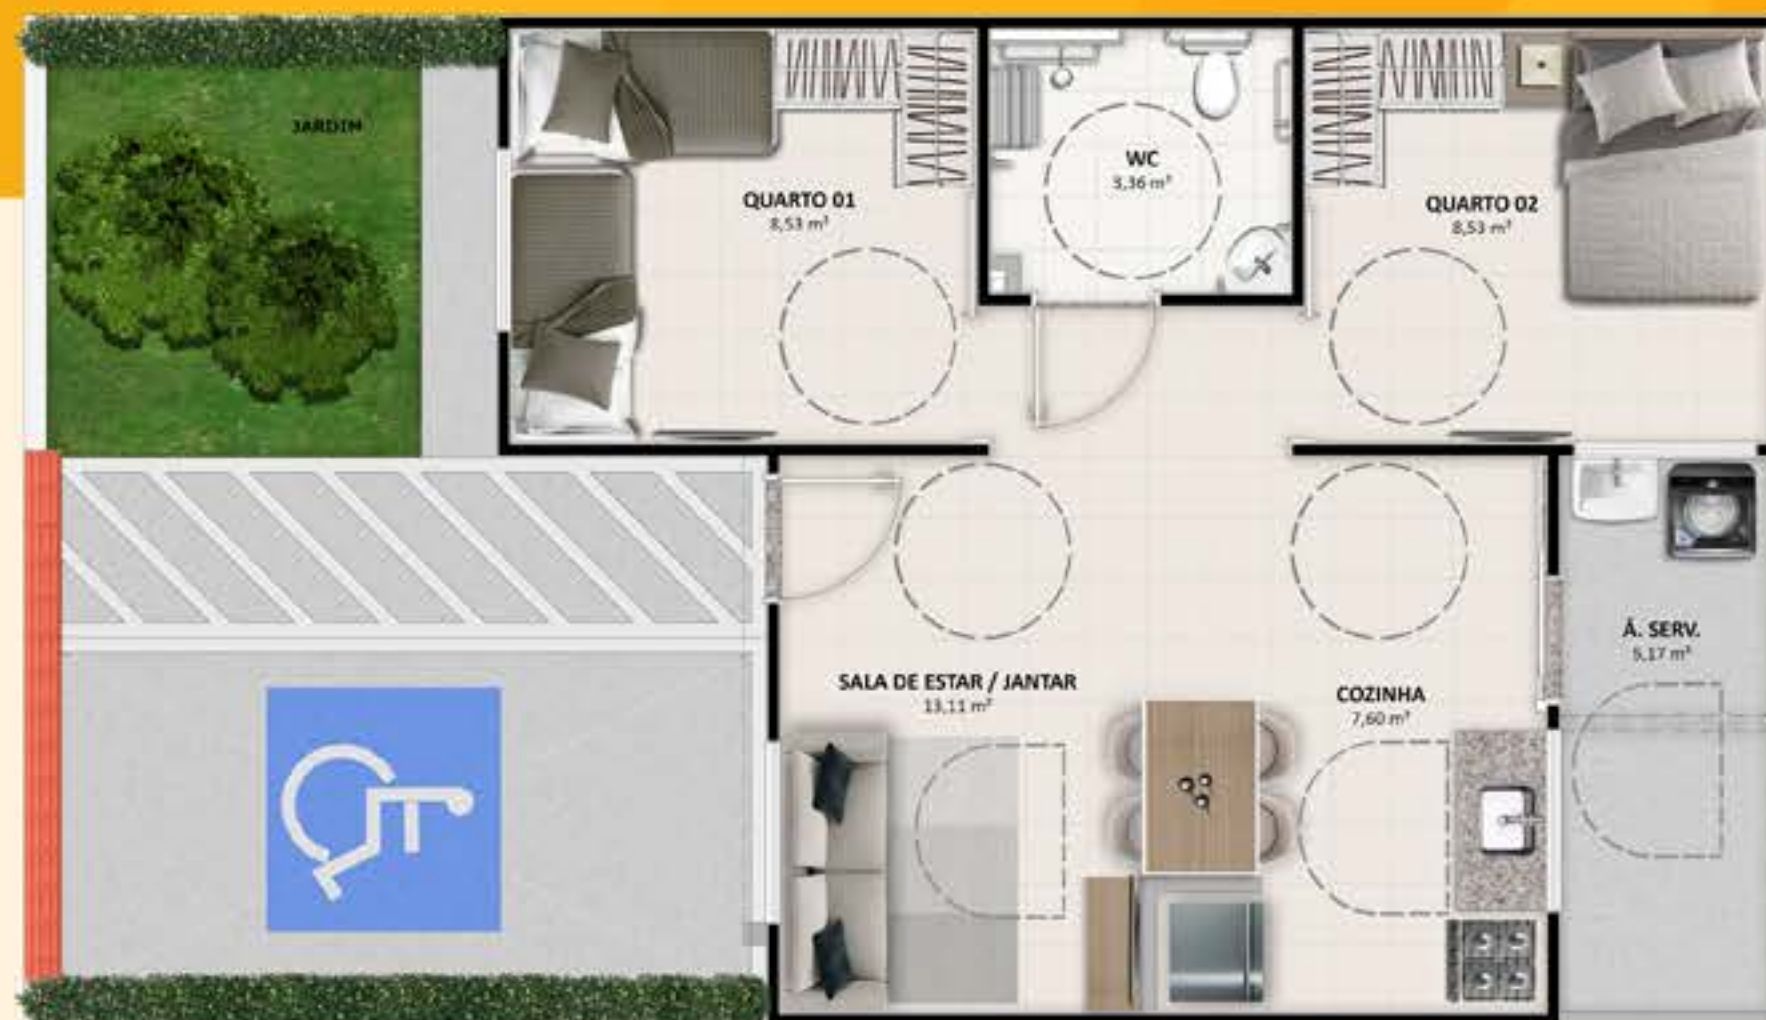 JARDIM
QUARTO 01
8,53 m²
WC
3,36 m²
QUARTO 02
8,53 m²
SALA DE ESTAR / JANTAR
13,11 m²
COZINHA
7,60 m²
Á. SERV.
5,17 m²